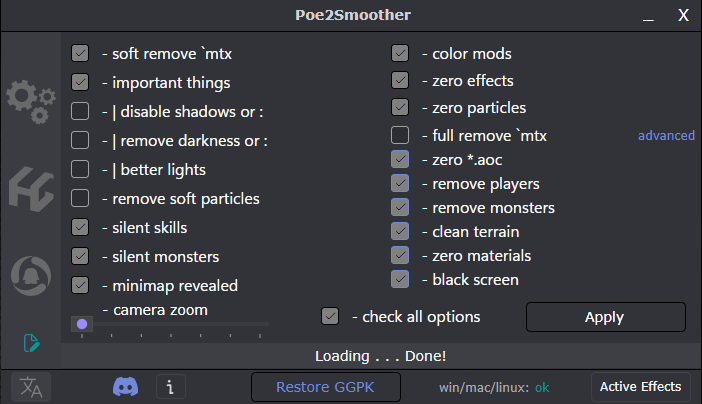 Poe2Smoother
_ X
- soft remove `mtx
- important things
- | disable shadows or :
- | remove darkness or :
- | better lights
- remove soft particles
- silent skills
- silent monsters
- minimap revealed
- camera zoom
- color mods
- zero effects
- zero particles
- full remove `mtx
advanced
- zero *.aoc
- remove players
- remove monsters
- clean terrain
- zero materials
- black screen
- check all options
Apply
Loading . . . Done!
i
Restore GGPK
win/mac/linux: ok
Active Effects